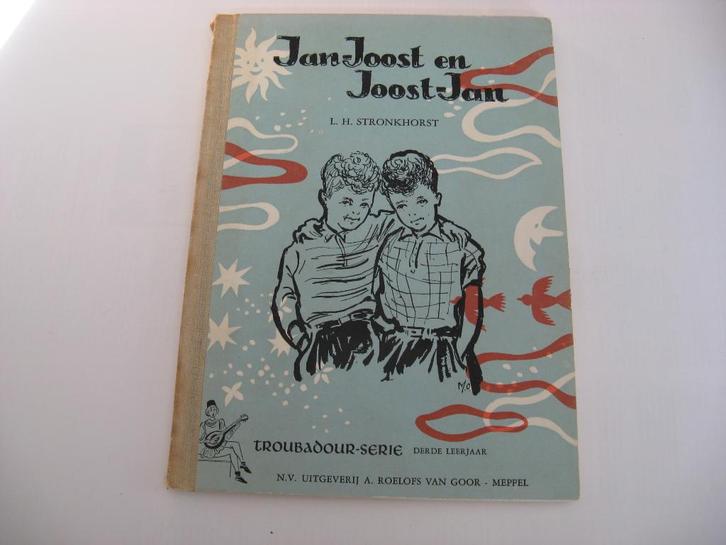 Jan-Joost en
Joost-Jan
L. H. STRONKHORST
TROUBADOUR-SERIE DERDE LEERJAAR
N.V. UITGEVERIJ A. ROELOFS VAN GOOR - MEPPEL